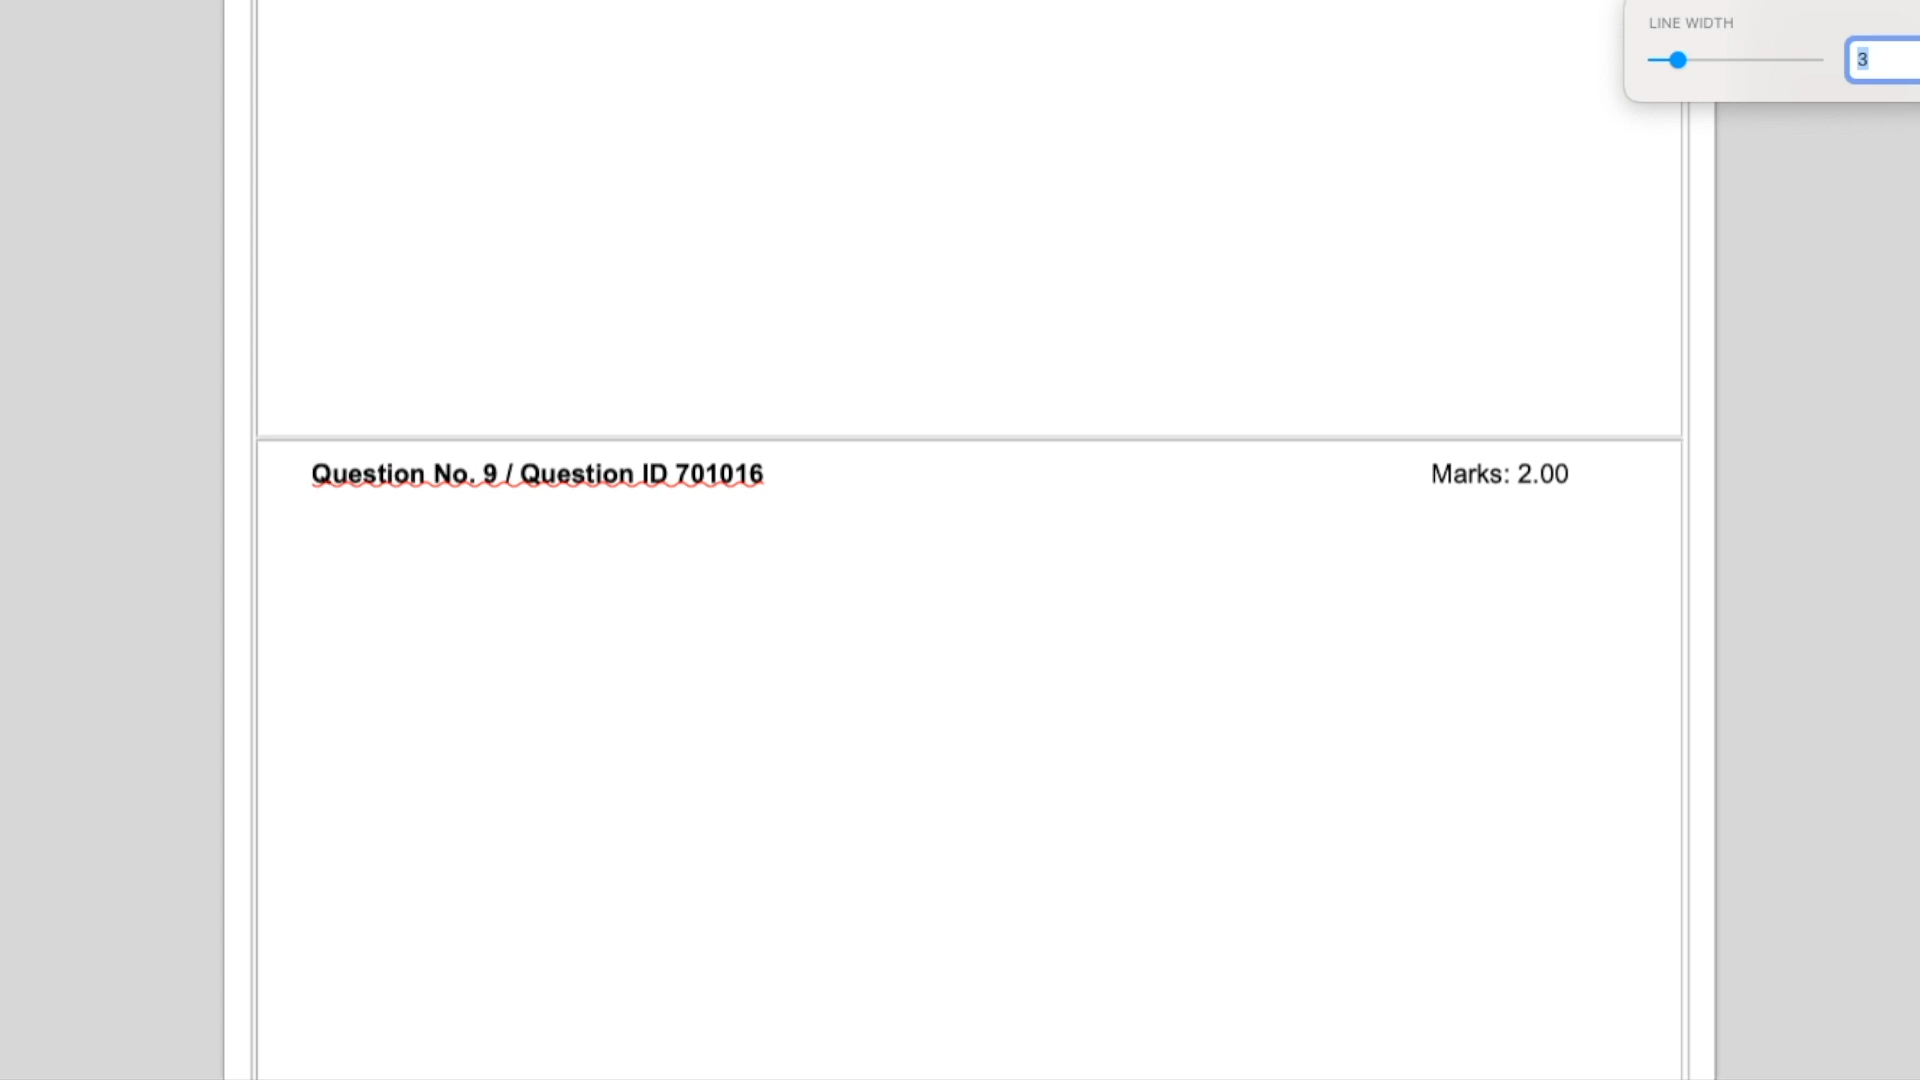 LINE WIDTH
3
Question No. 9 / Question ID 701016
Marks: 2.00